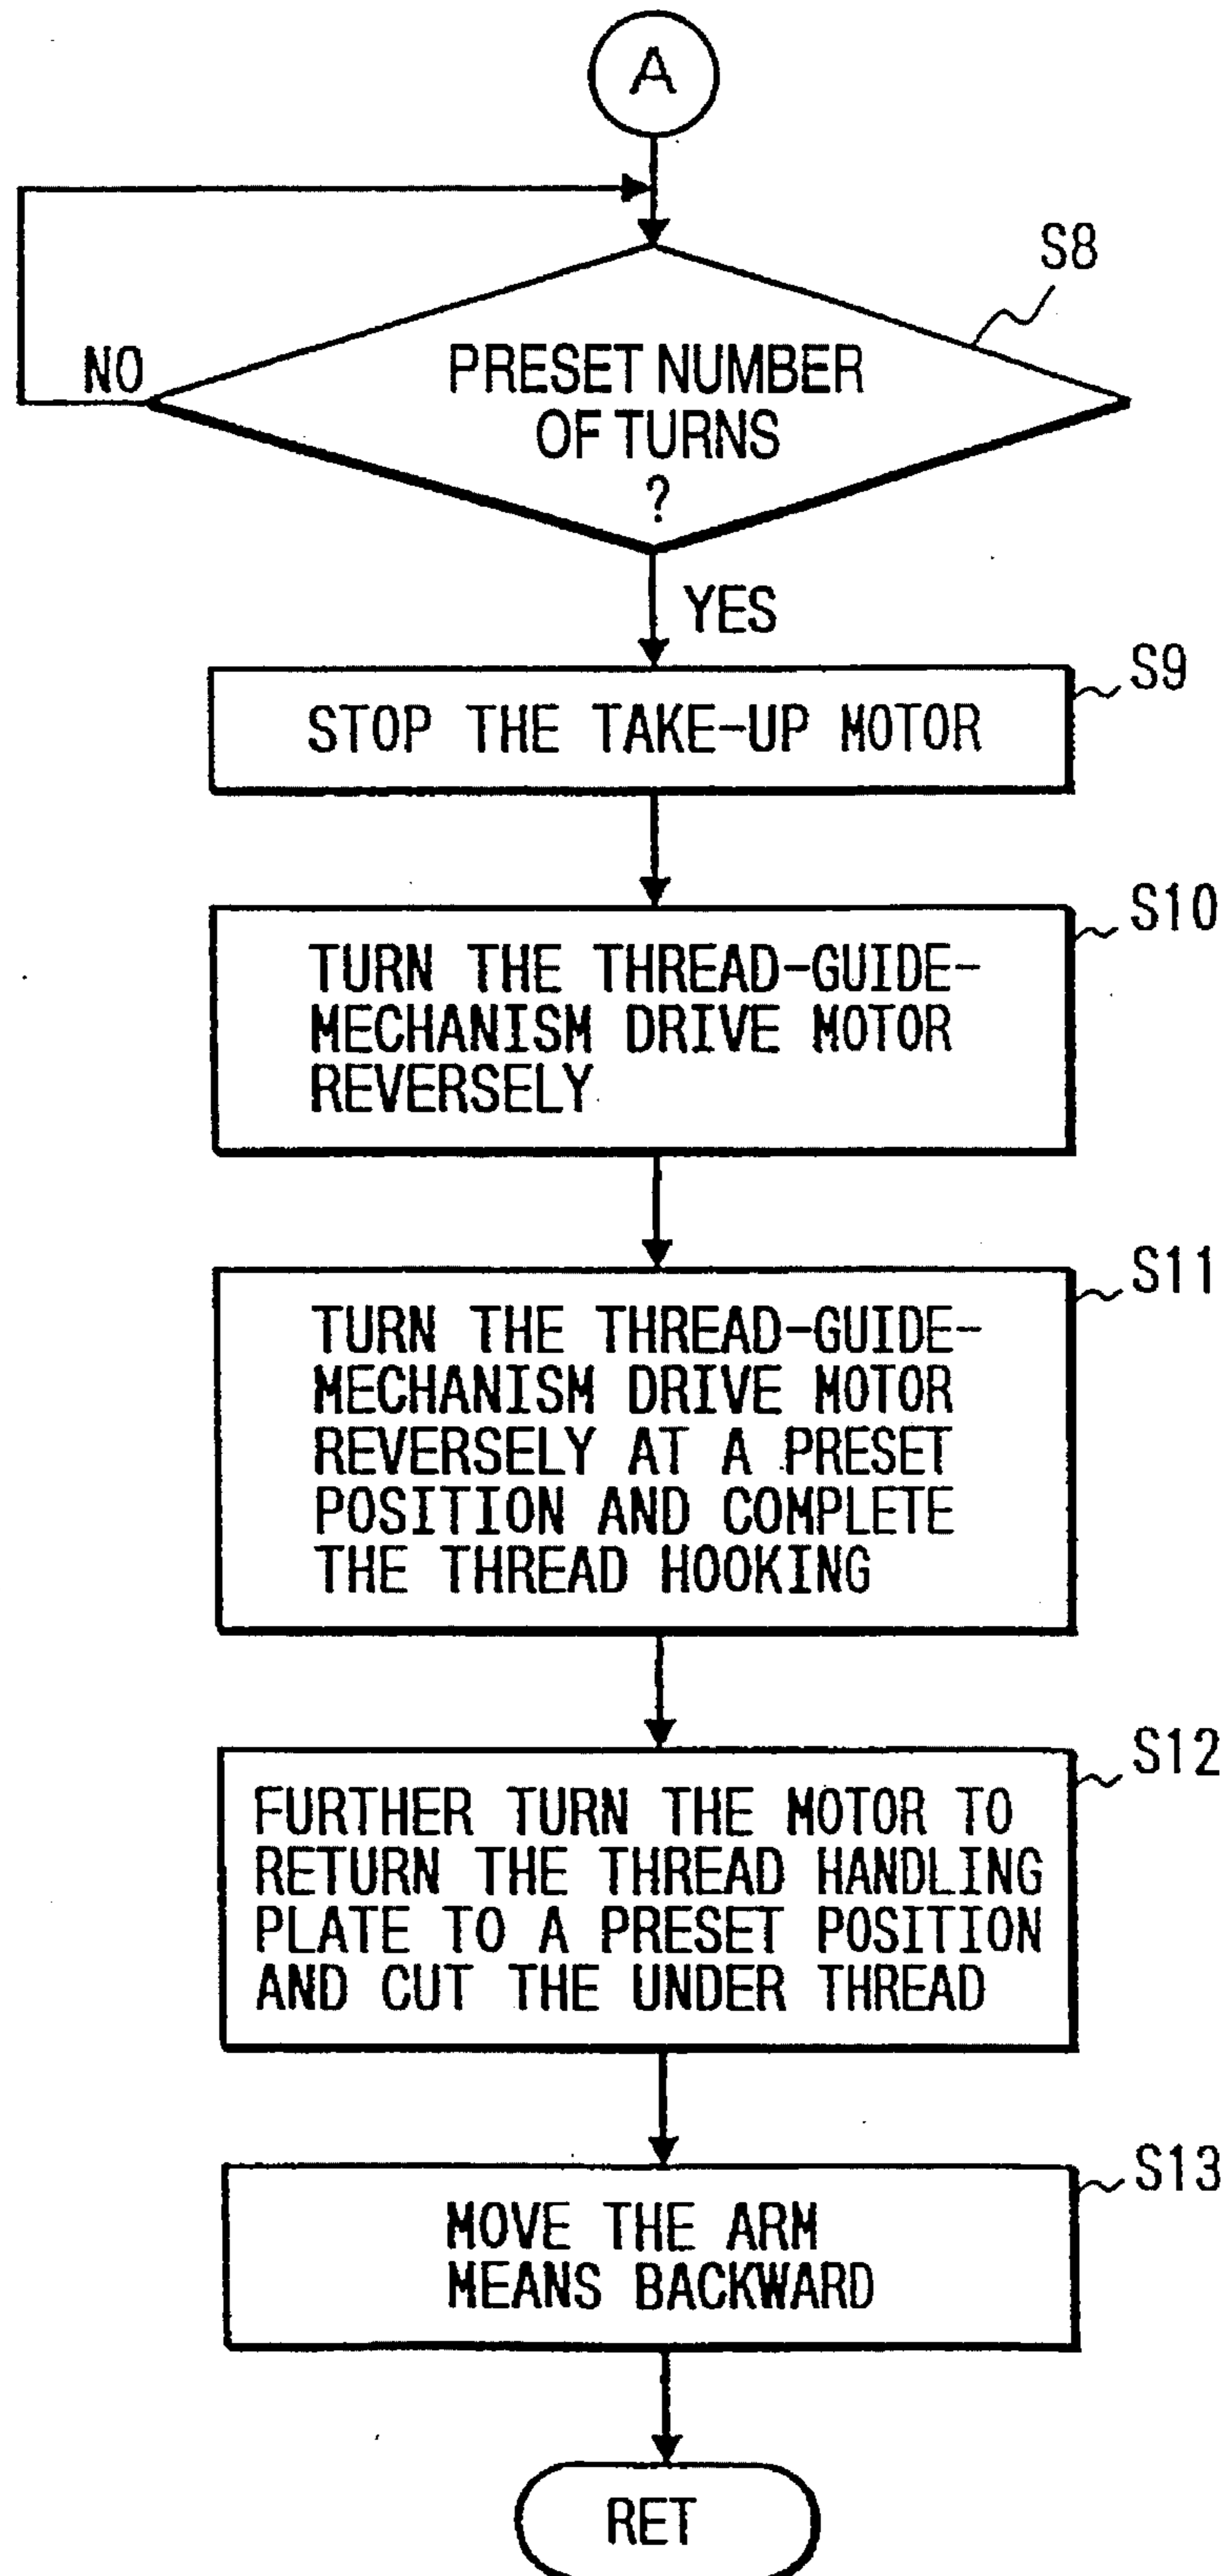 A
S8
NO
PRESET NUMBER
OF TURNS
?
YES
S9
STOP THE TAKE-UP MOTOR
S10
TURN THE THREAD-GUIDE-
MECHANISM DRIVE MOTOR
REVERSELY
S11
TURN THE THREAD-GUIDE-
MECHANISM DRIVE MOTOR
REVERSELY AT A PRESET
POSITION AND COMPLETE
THE THREAD HOOKING
S12
FURTHER TURN THE MOTOR TO
RETURN THE THREAD HANDLING
PLATE TO A PRESET POSITION
AND CUT THE UNDER THREAD
S13
MOVE THE ARM
MEANS BACKWARD
RET